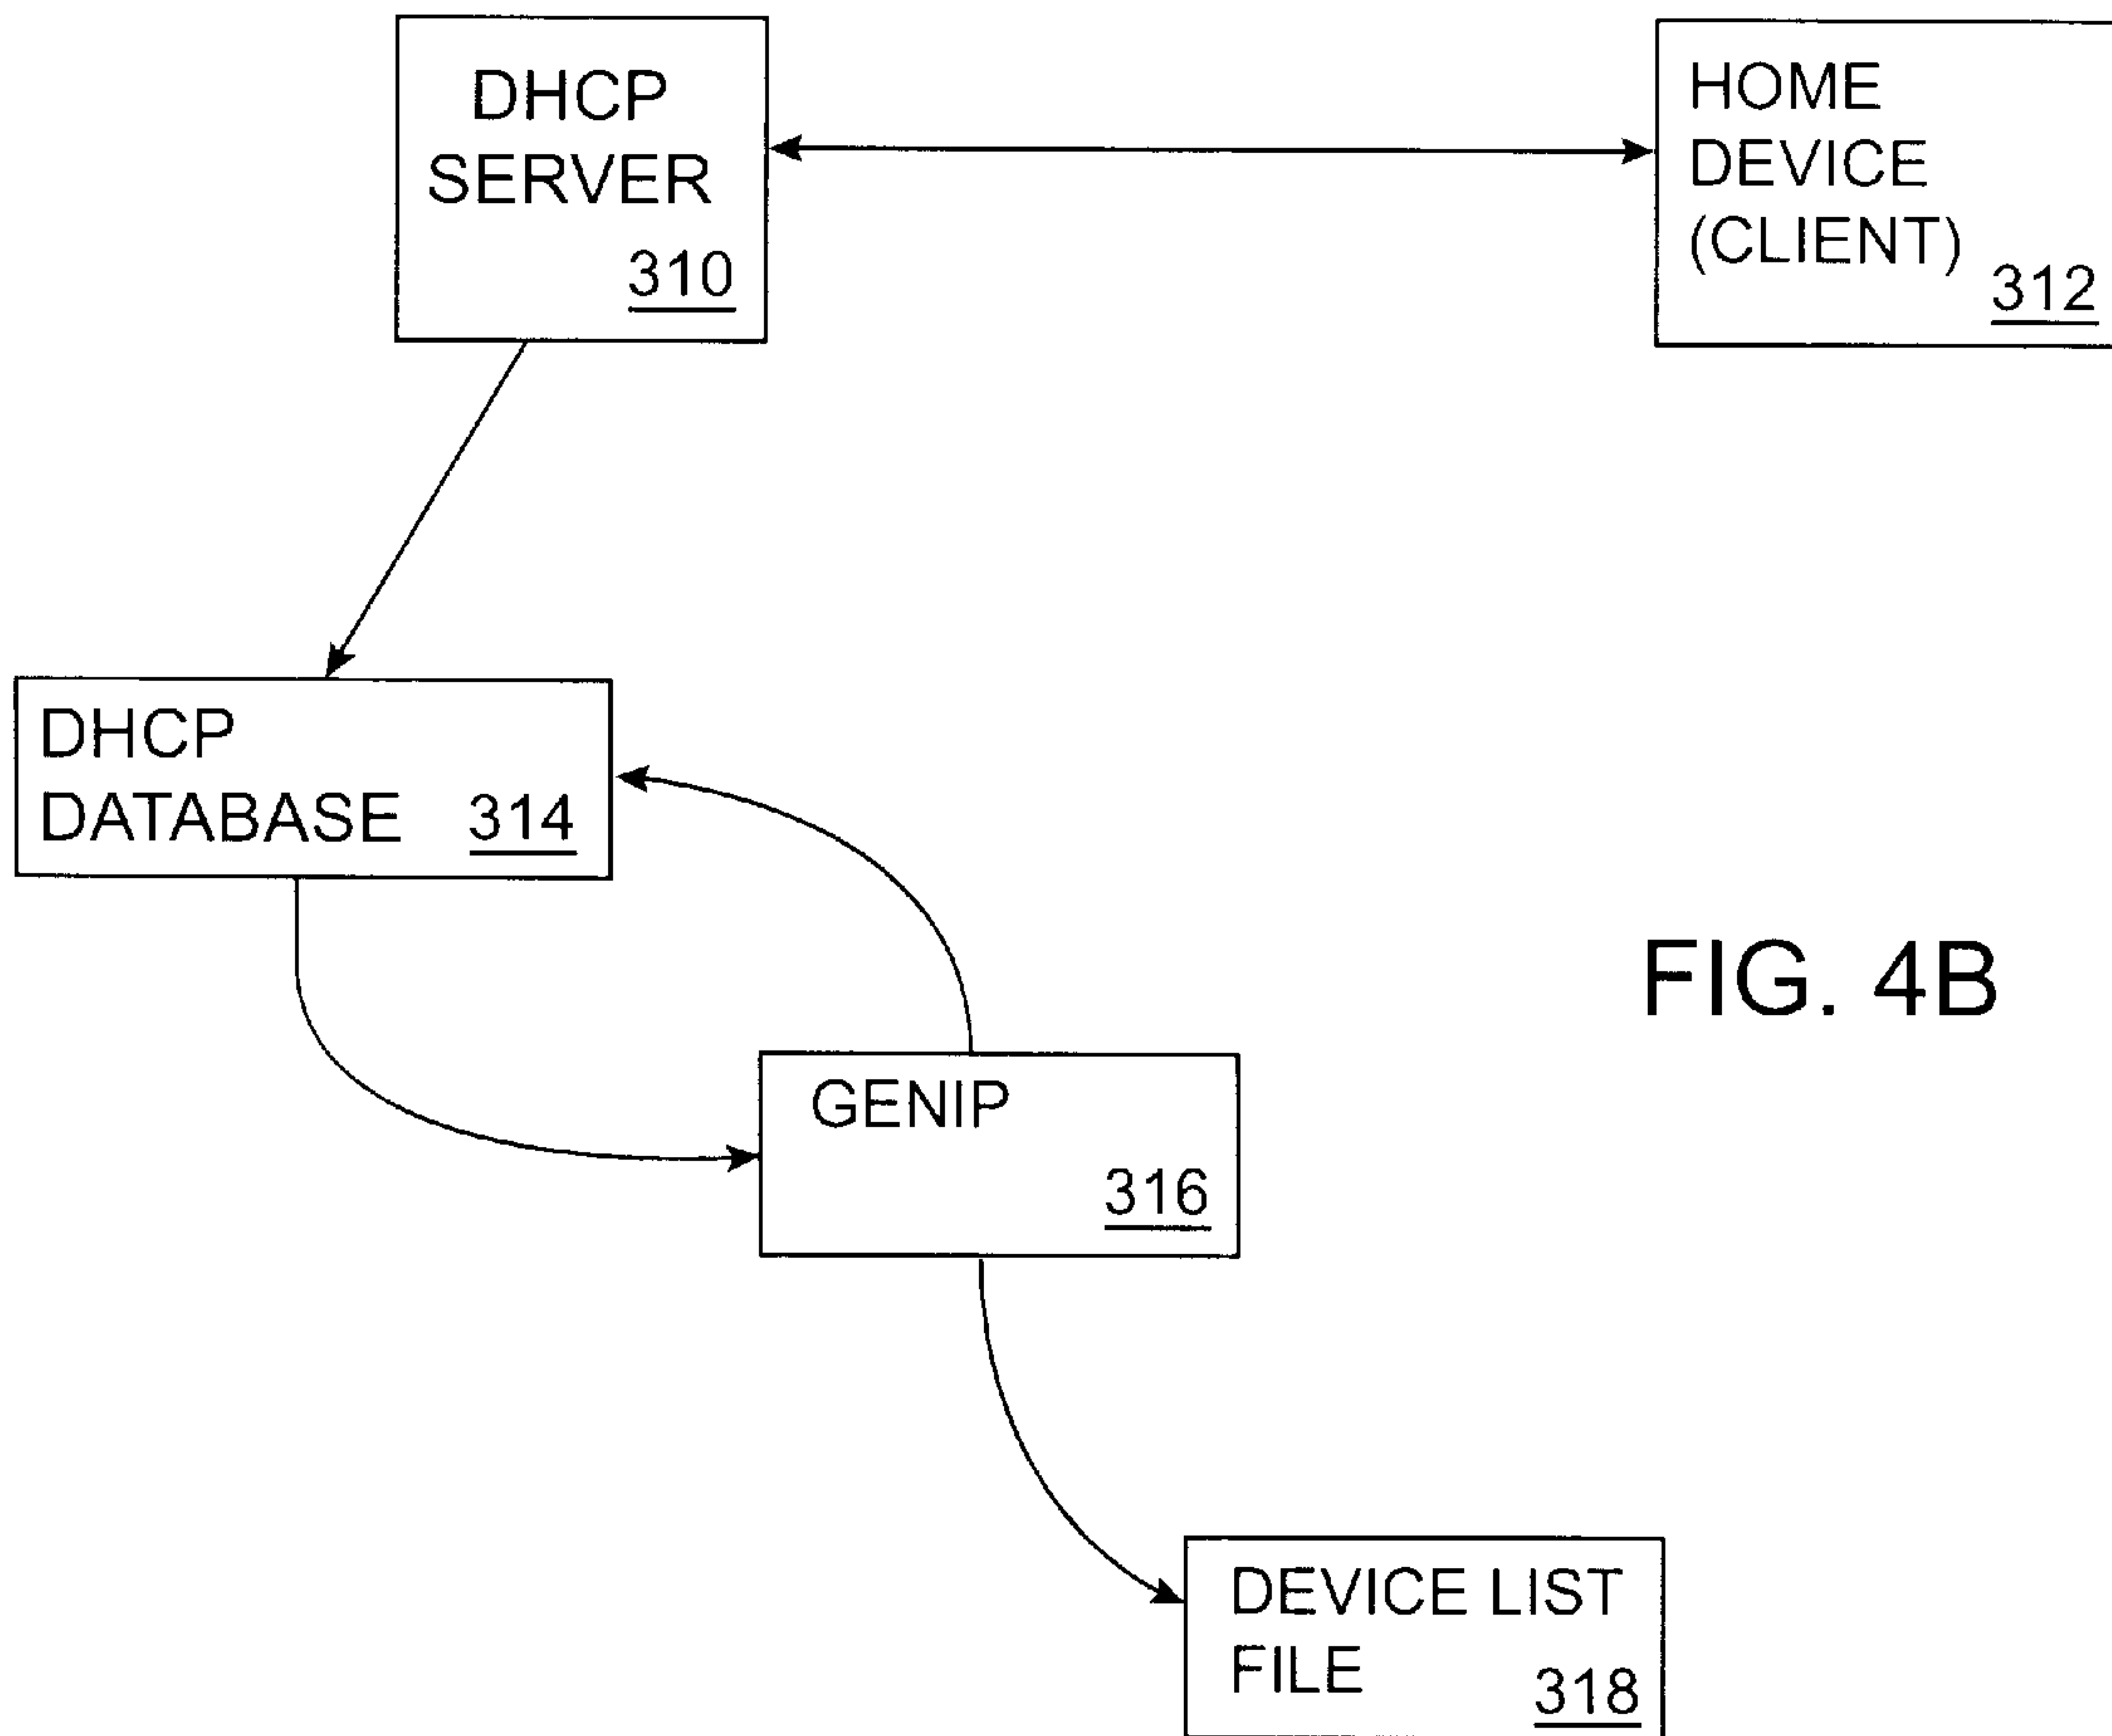 DHCP
SERVER
310
HOME
DEVICE
(CLIENT)
312
DHCP
DATABASE 314
GENIP
316
DEVICE LIST
FILE
318
FIG. 4B